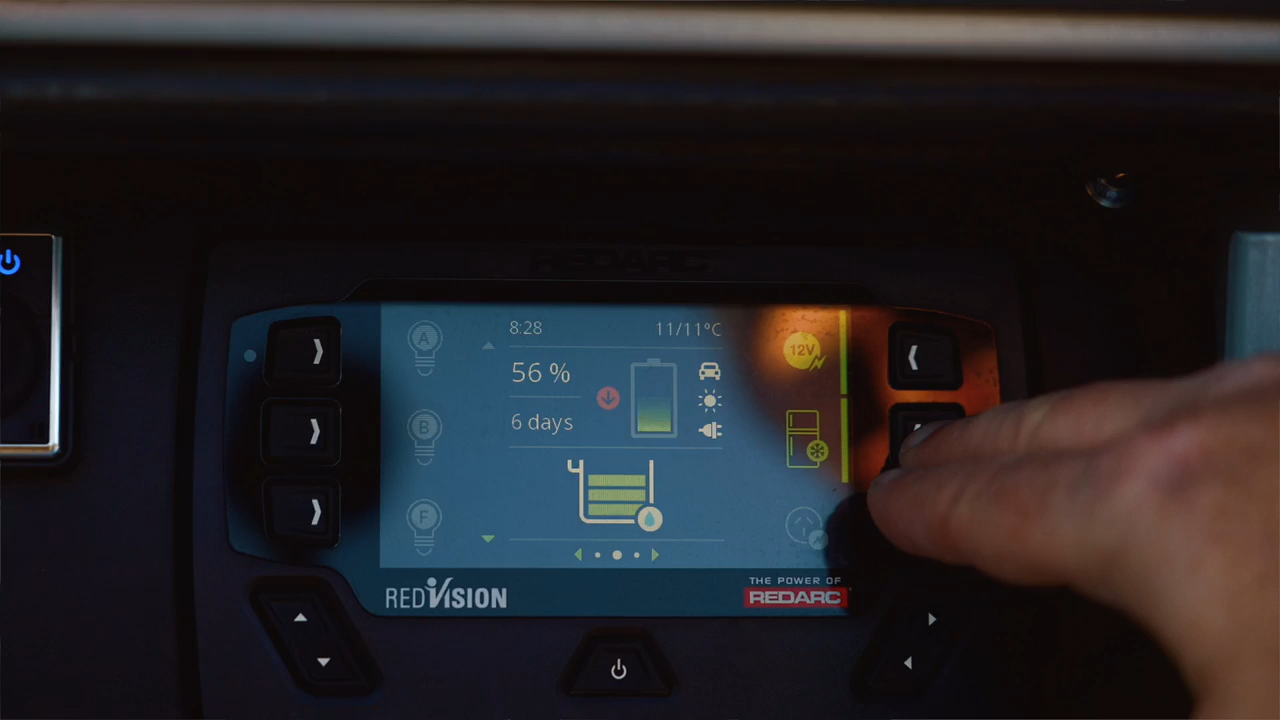 REDARC
A
8:28
11/11°C
12V
56 %
6 days
B
F
REDVISION
THE POWER OF
REDARC